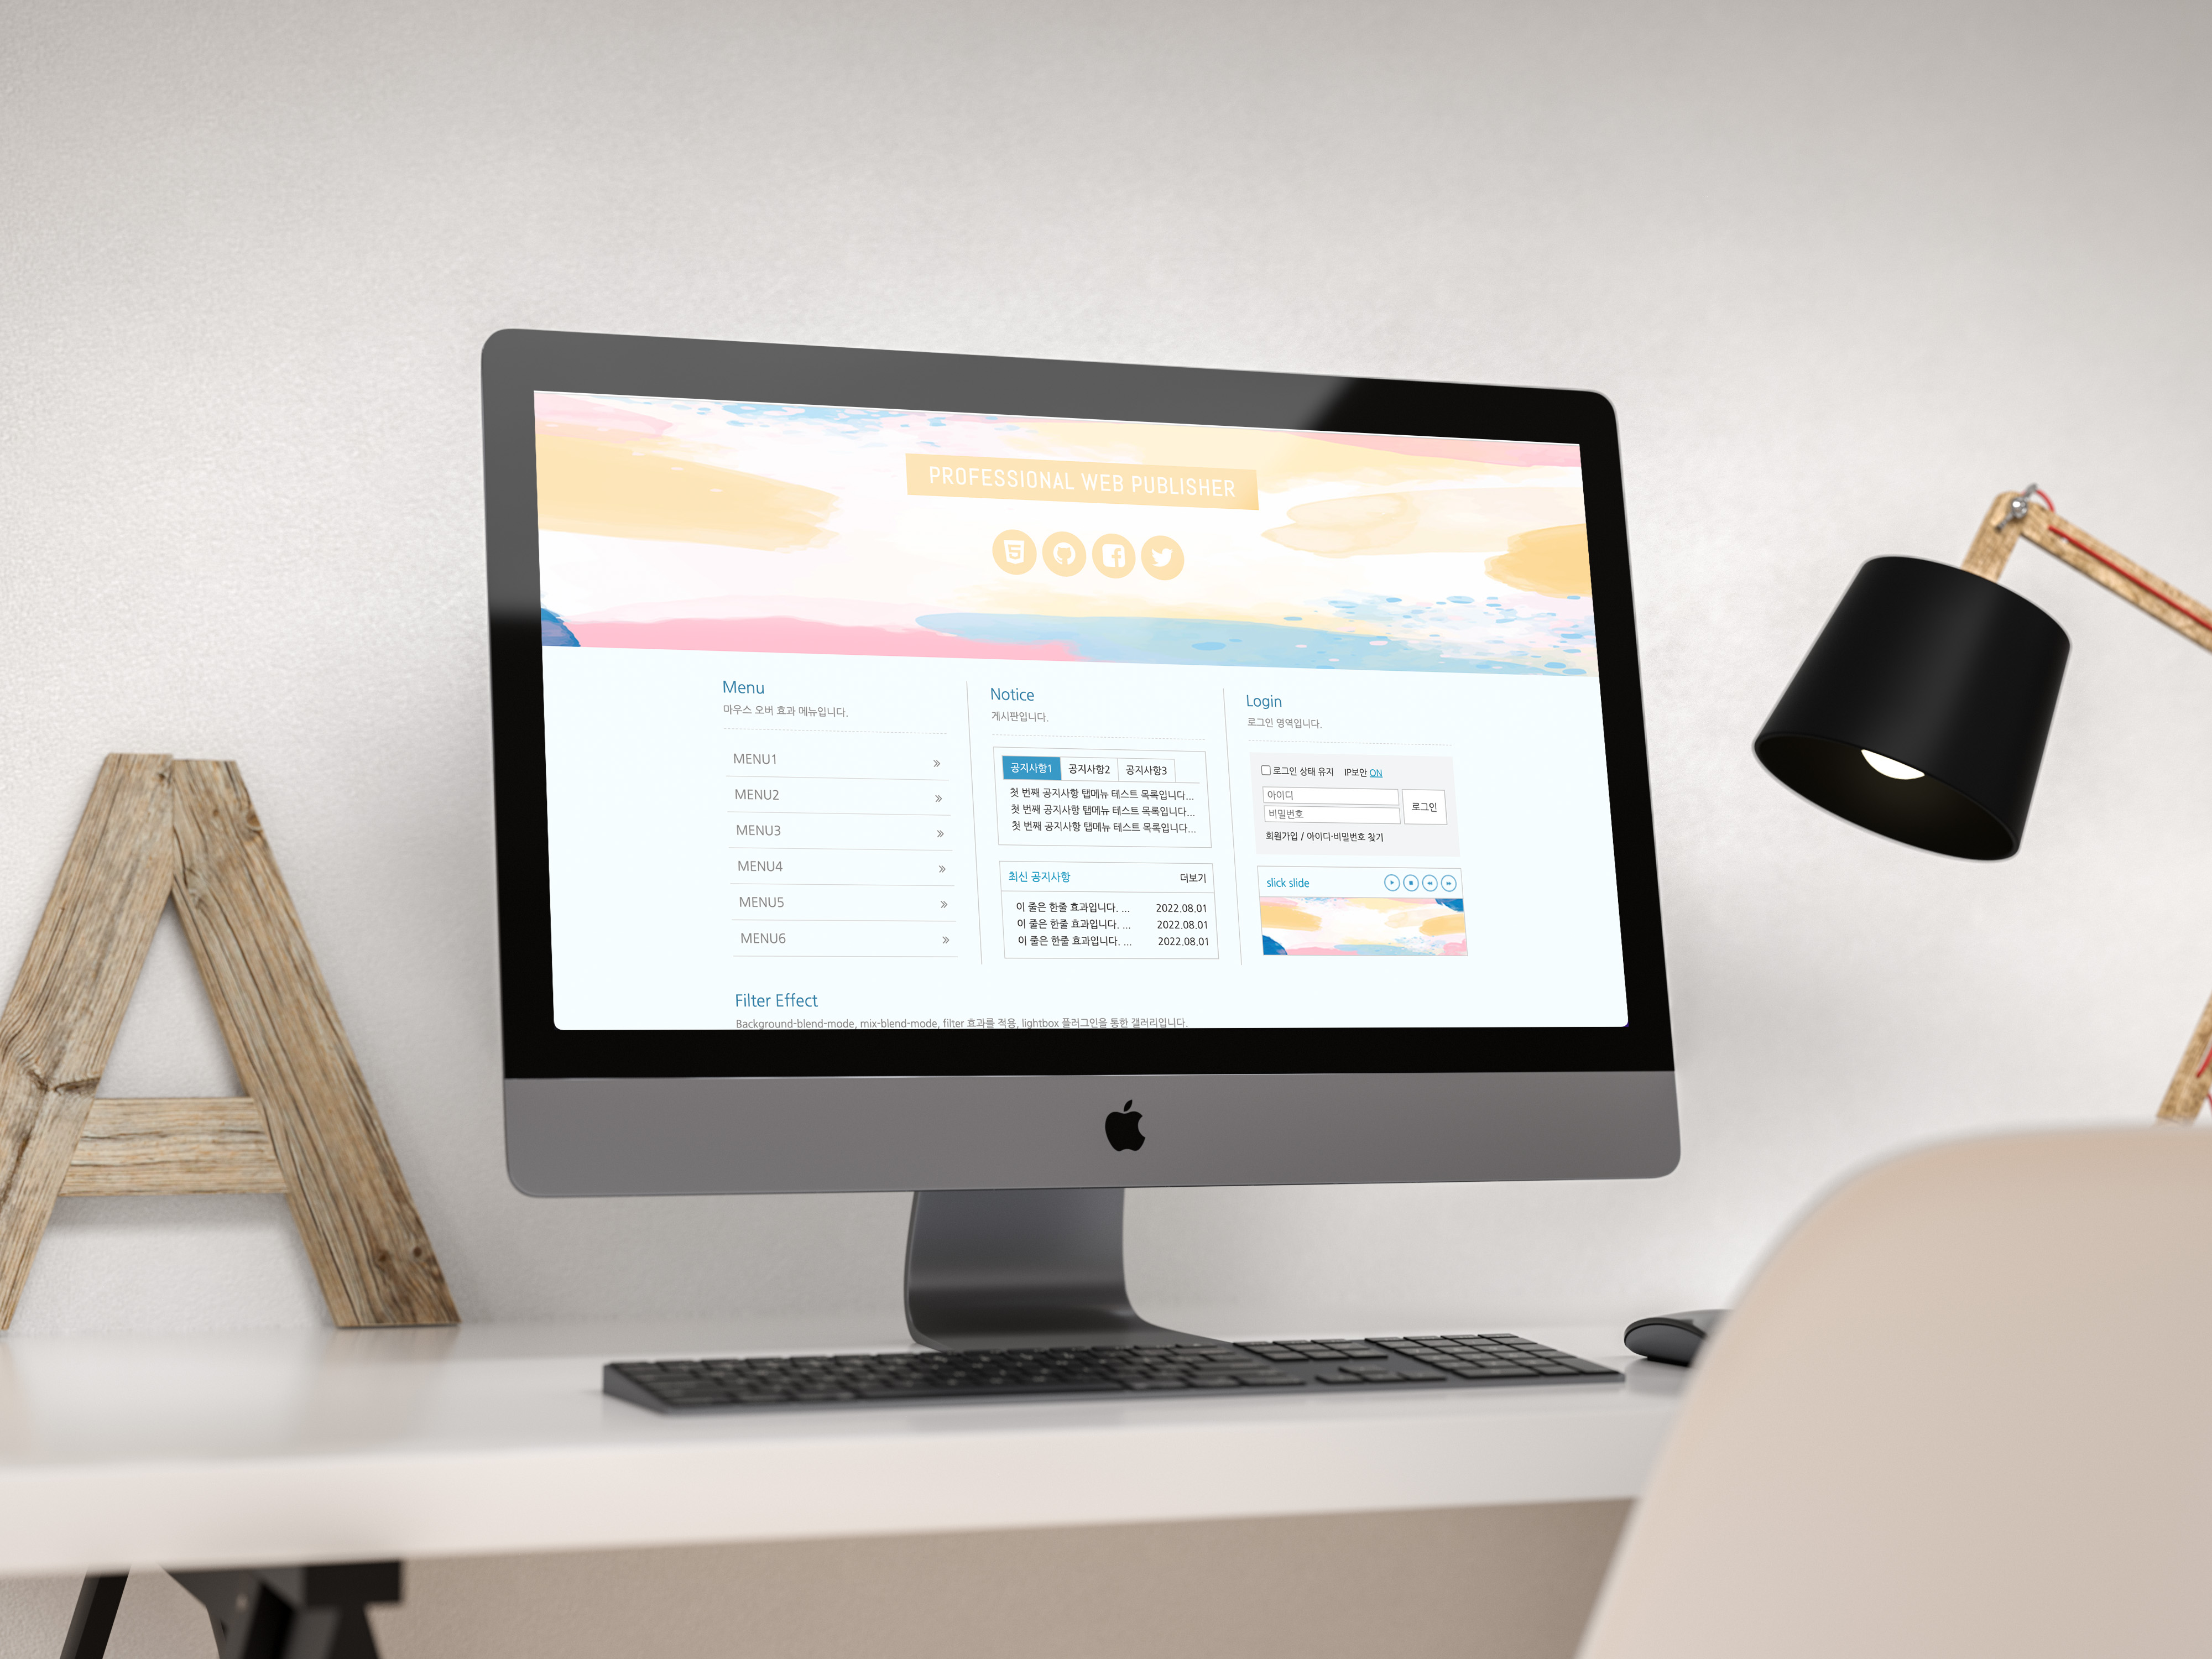 PROFESSIONAL WEB PUBLISHER
Menu
마우스 오버 효과 메뉴입니다.
MENU1
MENU2
MENU3
MENU4
MENU5
MENU6
Notice
게시판입니다.
공지사항1 공지사항2 공지사항3
첫 번째 공지사항 탭메뉴 테스트 목록입니다...
첫 번째 공지사항 탭메뉴 테스트 목록입니다...
첫 번째 공지사항 탭메뉴 테스트 목록입니다...
최신 공지사항 더보기
이 줄은 한줄 효과입니다. ... 2022.08.01
이 줄은 한줄 효과입니다. ... 2022.08.01
이 줄은 한줄 효과입니다. ... 2022.08.01
Login
로그인 영역입니다.
로그인 상태 유지 IP보안 ON
아이디
비밀번호
로그인
회원가입 / 아이디·비밀번호 찾기
slick slide
Filter Effect
Background-blend-mode, mix-blend-mode, filter 효과를 적용, lightbox 플러그인을 통한 갤러리입니다.
A